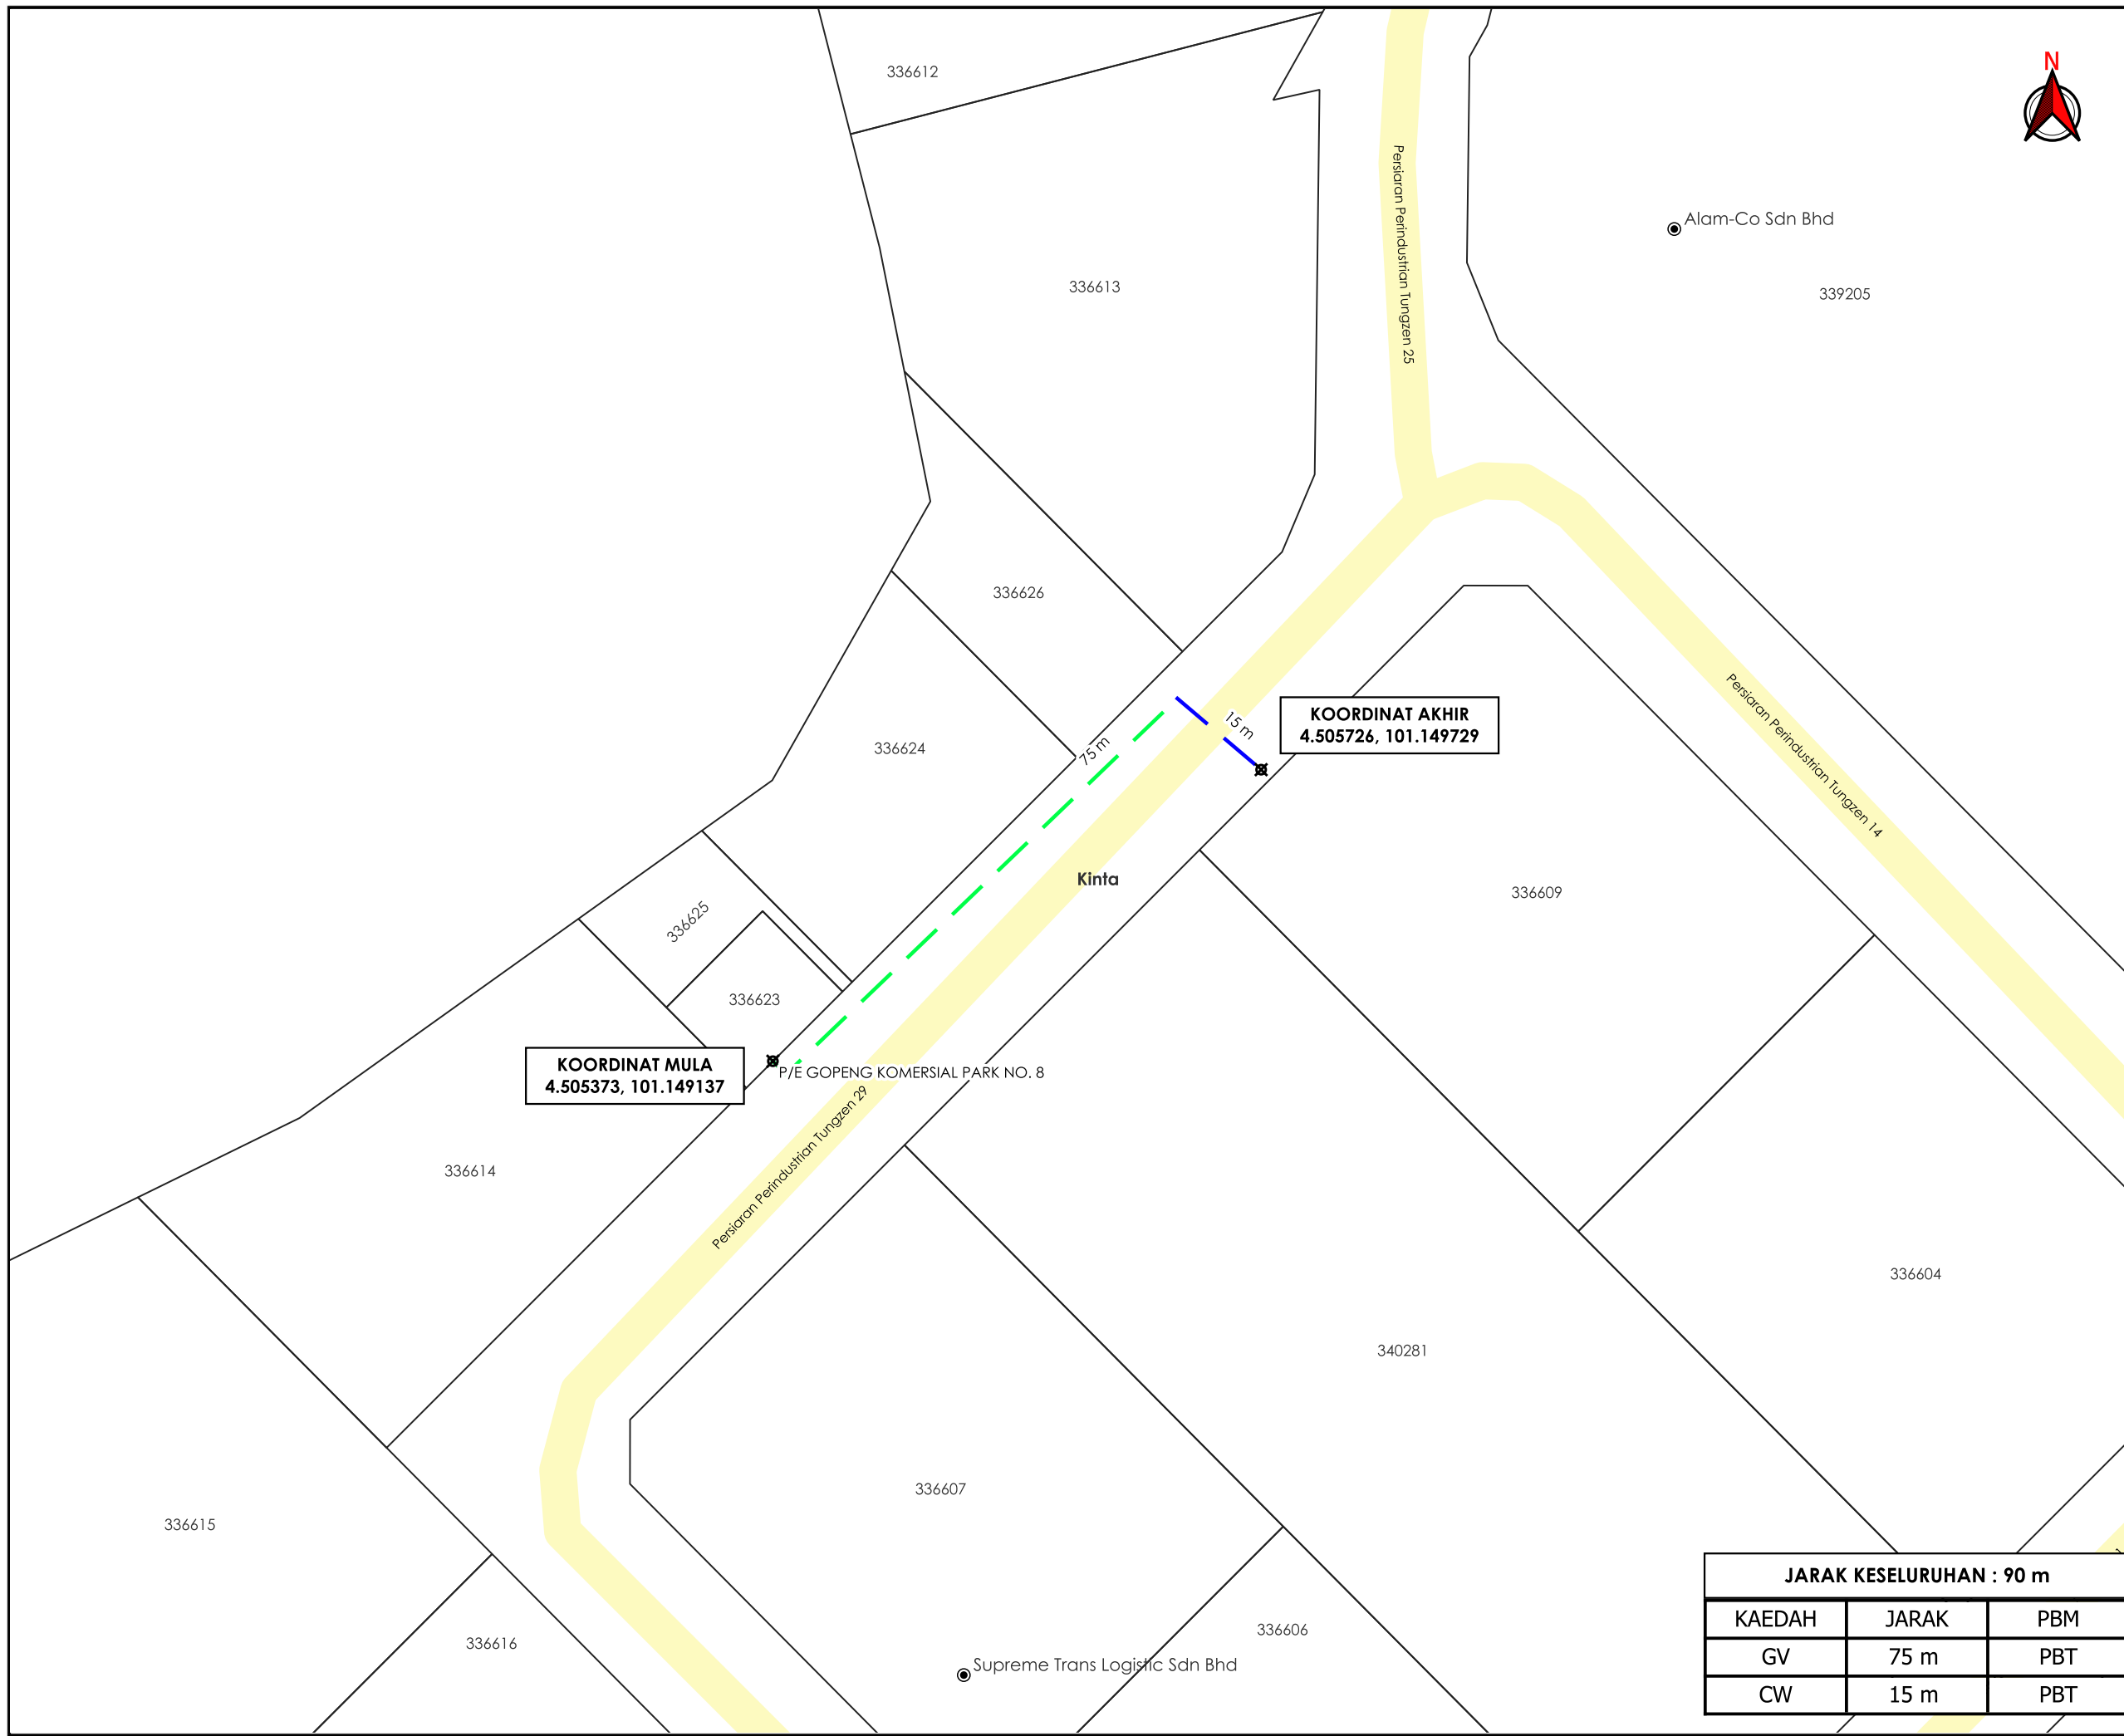 336612
N
Alam-Co Sdn Bhd
336613
339205
Persiaran Perindustrian Tungzen 25
336626
KOORDINAT AKHIR
4.505726, 101.149729
15 m
75 m
336624
Persiaran Perindustrian Tungzen 14
Kinta
336609
336625
336623
KOORDINAT MULA
4.505373, 101.149137
P/E GOPENG KOMERSIAL PARK NO. 8
Persiaran Perindustrian Tungzen 29
336614
336604
340281
336607
336615
336606
336616
Supreme Trans Logistic Sdn Bhd
JARAK KESELURUHAN : 90 m
KAEDAH JARAK PBM
GV 75 m PBT
CW 15 m PBT